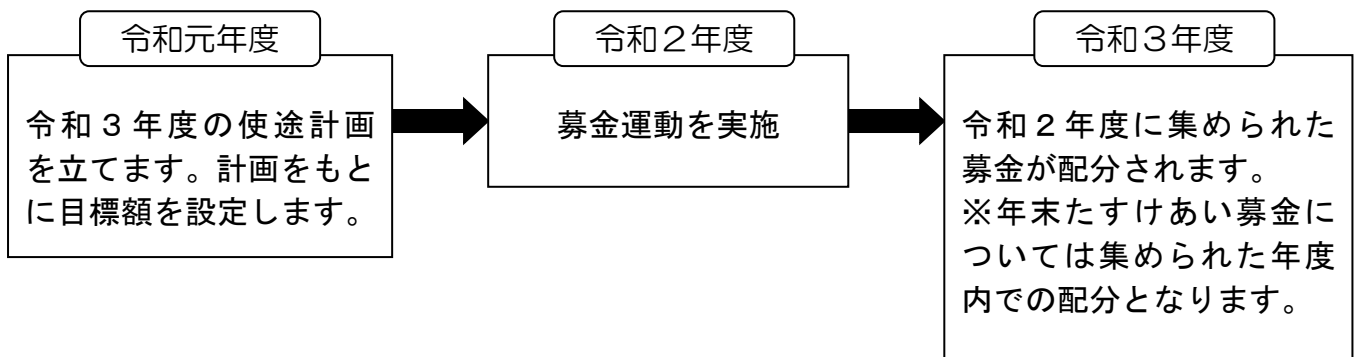 令和元年度
令和３年度の使途計画
を立てます。計画をもと
に目標額を設定します。
令和２年度
募金運動を実施
令和３年度
令和２年度に集められた
募金が配分されます。
※年末たすけあい募金に
ついては集められた年度
内での配分となります。